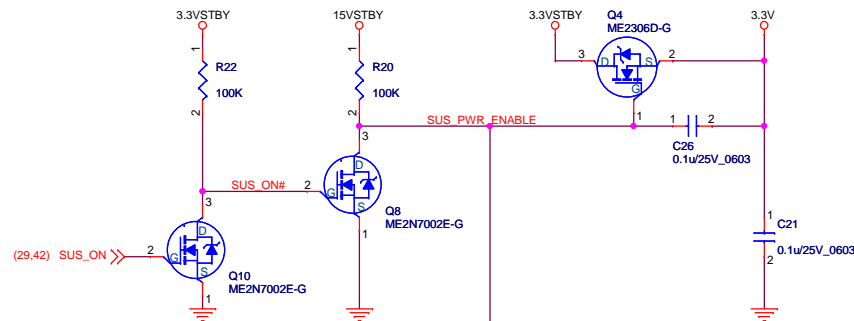 3.3VSTBY
15VSTBY
3.3VSTBY
Q4
ME2306D-G
3.3V
1
R22
100K
2
1
R20
100K
2
3
D
S
G
2
1
SUS_PWR_ENABLE
1
2
C26
0.1u/25V_0603
3
D
SUS_ON#
2
G
S
Q8
ME2N7002E-G
1
3
D
(29,42)
SUS_ON
2
G
S
Q10
ME2N7002E-G
1
1
C21
0.1u/25V_0603
2